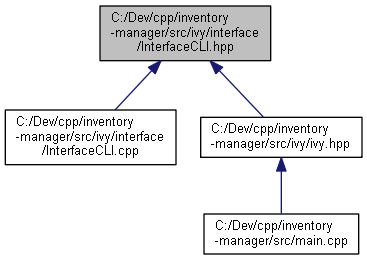 C:/Dev/cpp/inventory
-manager/src/ivy/interface
/InterfaceCLI.hpp
C:/Dev/cpp/inventory
-manager/src/ivy/interface
/InterfaceCLI.cpp
C:/Dev/cpp/inventory
-manager/src/ivy/ivy.hpp
C:/Dev/cpp/inventory
-manager/src/main.cpp